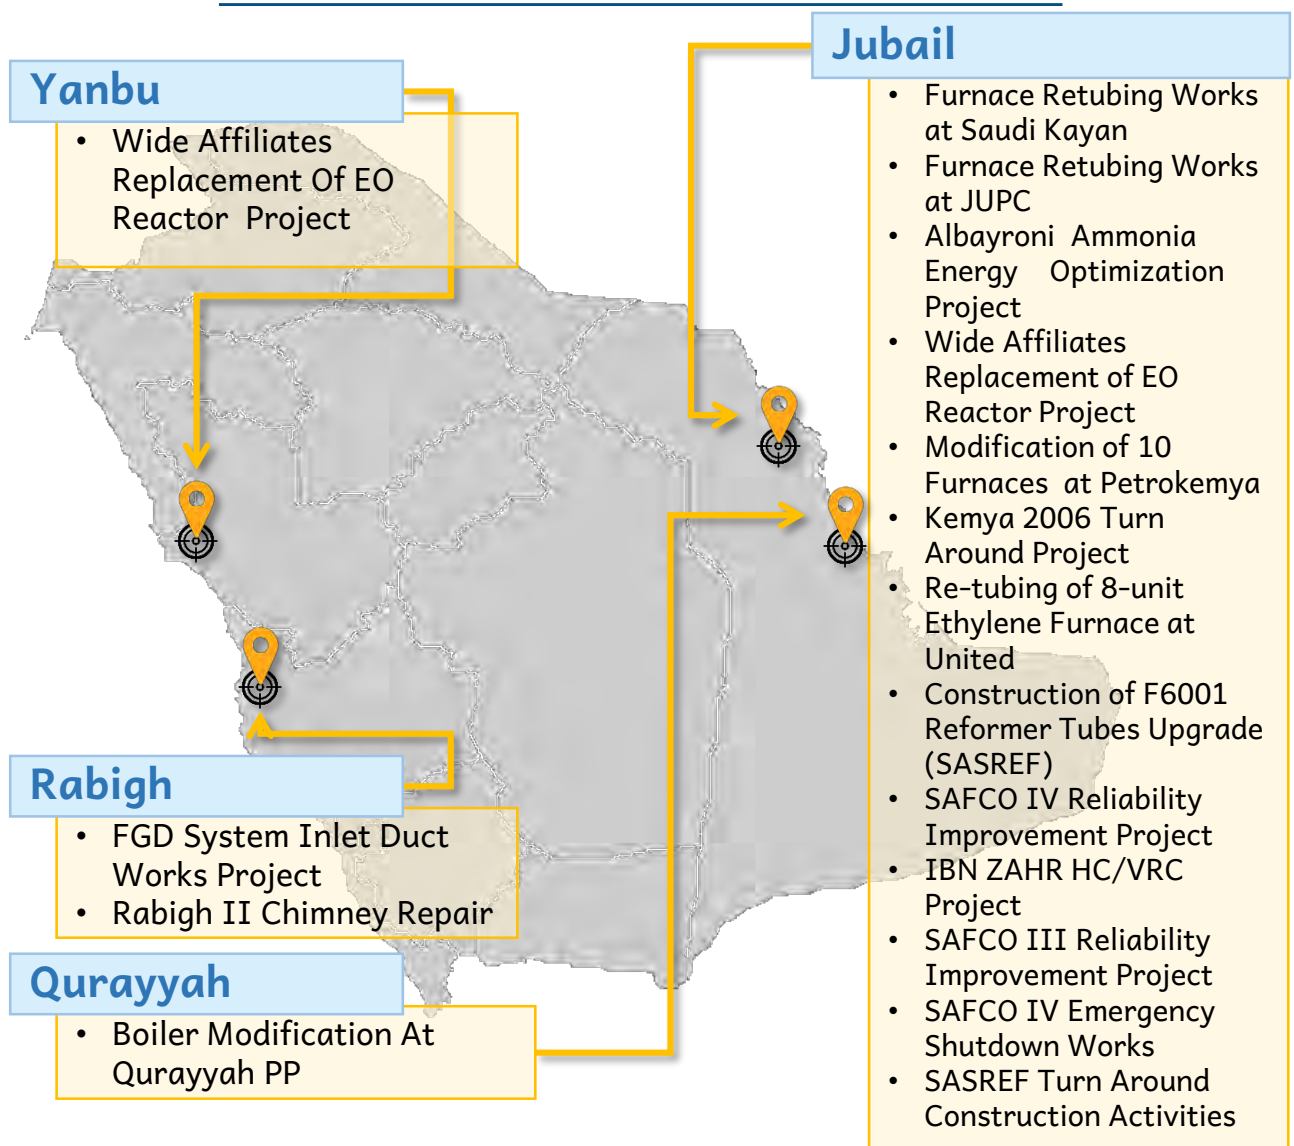 Yanbu
• Wide Affiliates
Replacement Of EO
Reactor Project
Jubail
• Furnace Retubing Works
at Saudi Kayan
• Furnace Retubing Works
at JUPC
• Albayroni Ammonia
Energy Optimization
Project
• Wide Affiliates
Replacement of EO
Reactor Project
• Modification of 10
Furnaces at Petrokemya
• Kemya 2006 Turn
Around Project
• Re-tubing of 8-unit
Ethylene Furnace at
United
• Construction of F6001
Reformer Tubes Upgrade
(SASREF)
• SAFCO IV Reliability
Improvement Project
• IBN ZAHR HC/VRC
Project
• SAFCO III Reliability
Improvement Project
• SAFCO IV Emergency
Shutdown Works
• SASREF Turn Around
Construction Activities
Rabigh
• FGD System Inlet Duct
Works Project
• Rabigh II Chimney Repair
Qurayyah
• Boiler Modification At
Qurayyah PP